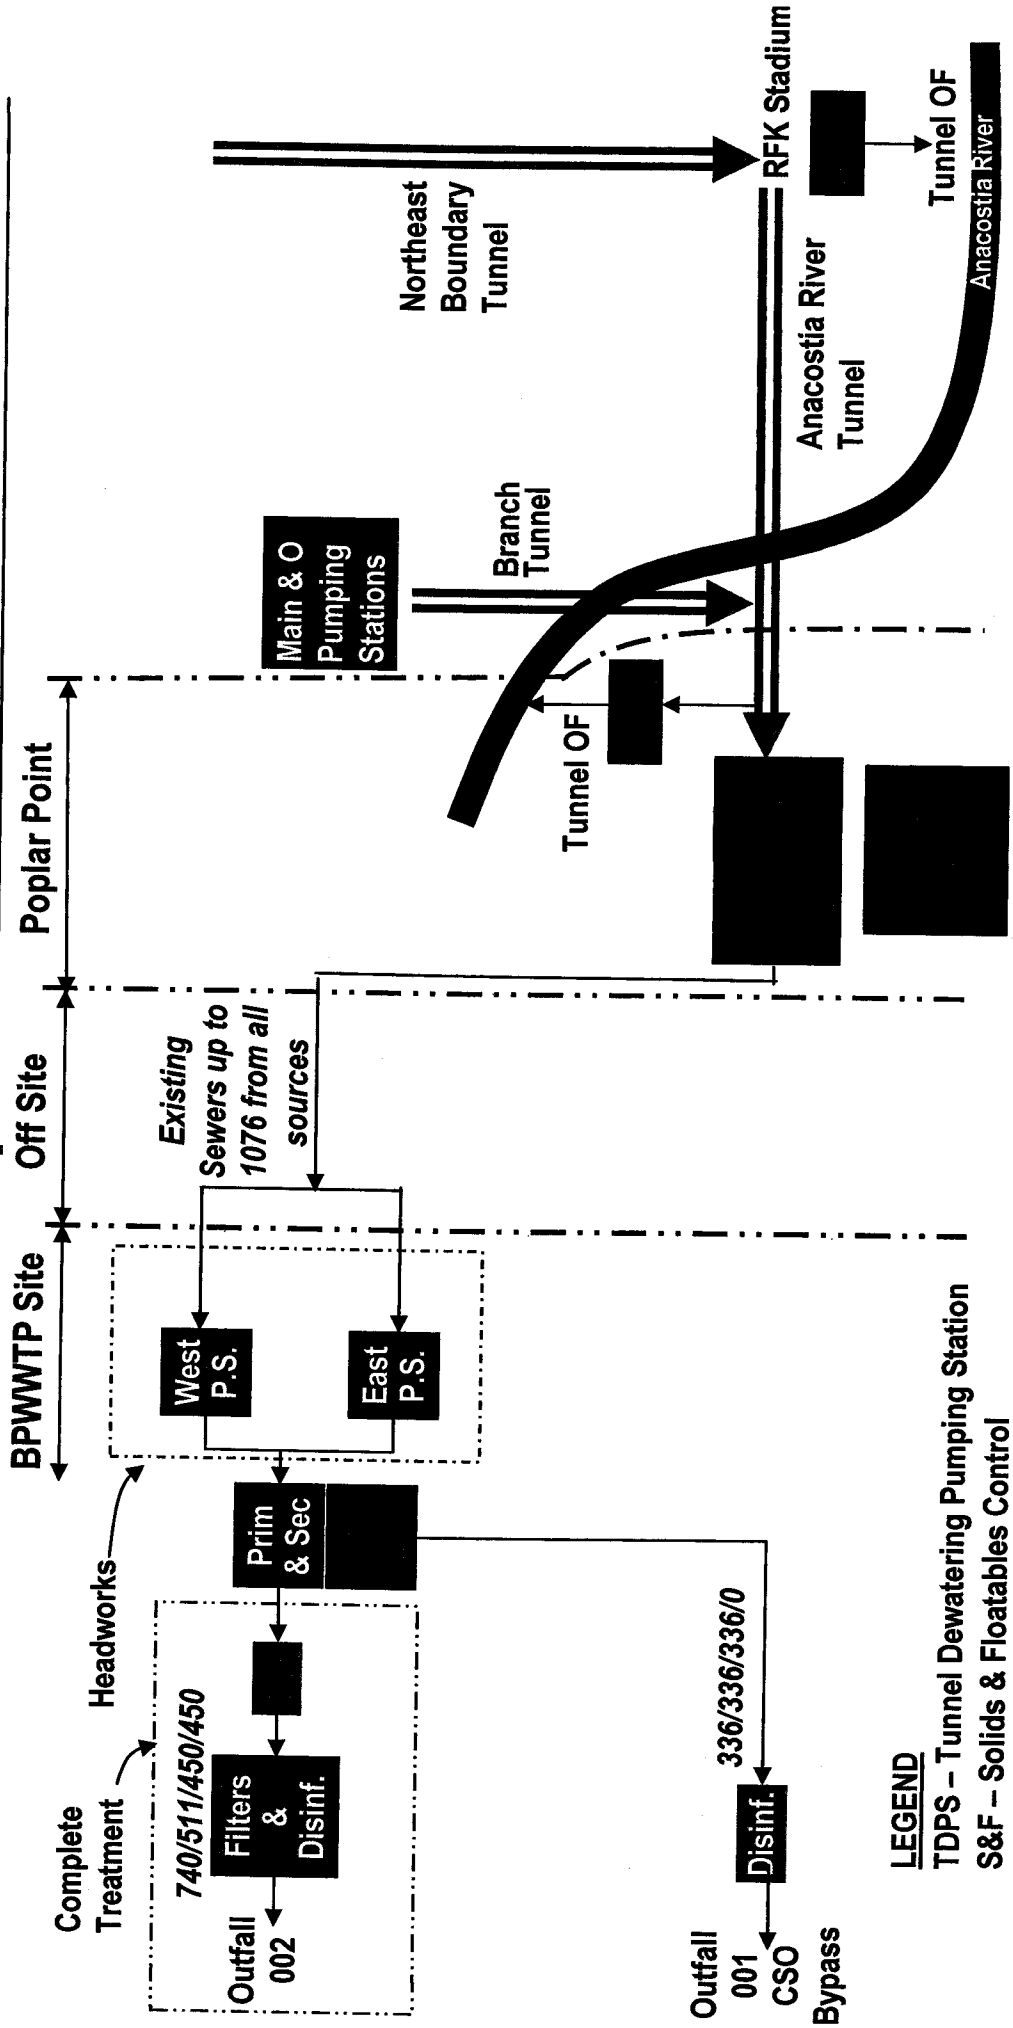 BPWWTP Site
Off Site
Poplar Point
Complete
Treatment
Headworks
740/511/450/450
Outfall
002
Filters
&
Disinf.
Prim
& Sec
West
P.S.
East
P.S.
Existing
Sewers up to
1076 from all
sources
Main & O
Pumping
Stations
Branch
Tunnel
Northeast
Boundary
Tunnel
Tunnel OF
Anacostia River
Tunnel
RFK Stadium
Tunnel OF
Anacostia River
336/336/336/0
Outfall
001
CSO
Bypass
Disinf.
LEGEND
TDPS – Tunnel Dewatering Pumping Station
S&F – Solids & Floatables Control